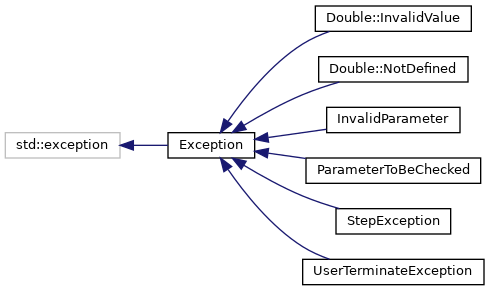 Double::InvalidValue
Double::NotDefined
InvalidParameter
std::exception
Exception
ParameterToBeChecked
StepException
UserTerminateException